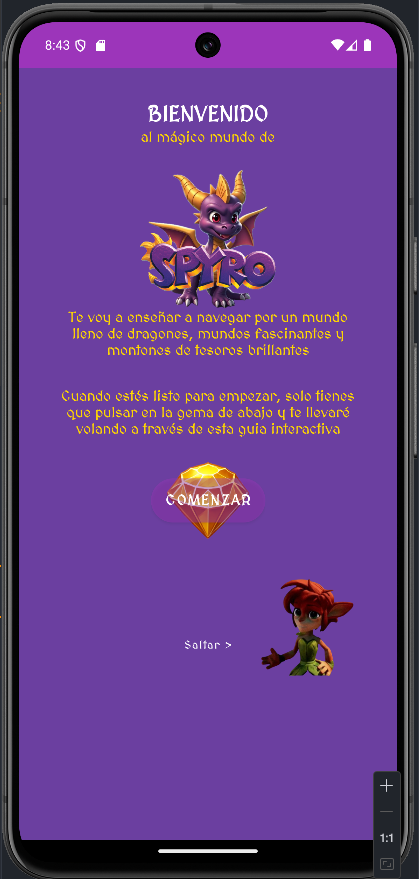 8:43
BIENVENIDO
al mágico mundo de
SPYRO
Te voy a enseñar a navegar por un mundo
lleno de dragones, mundos fascinantes y
montones de tesoros brillantes
Cuando estés listo para empezar, solo tienes
que pulsar en la gema de abajo y te llevaré
volando a través de esta guia interactiva
COMENZAR
Saltar >
1:1